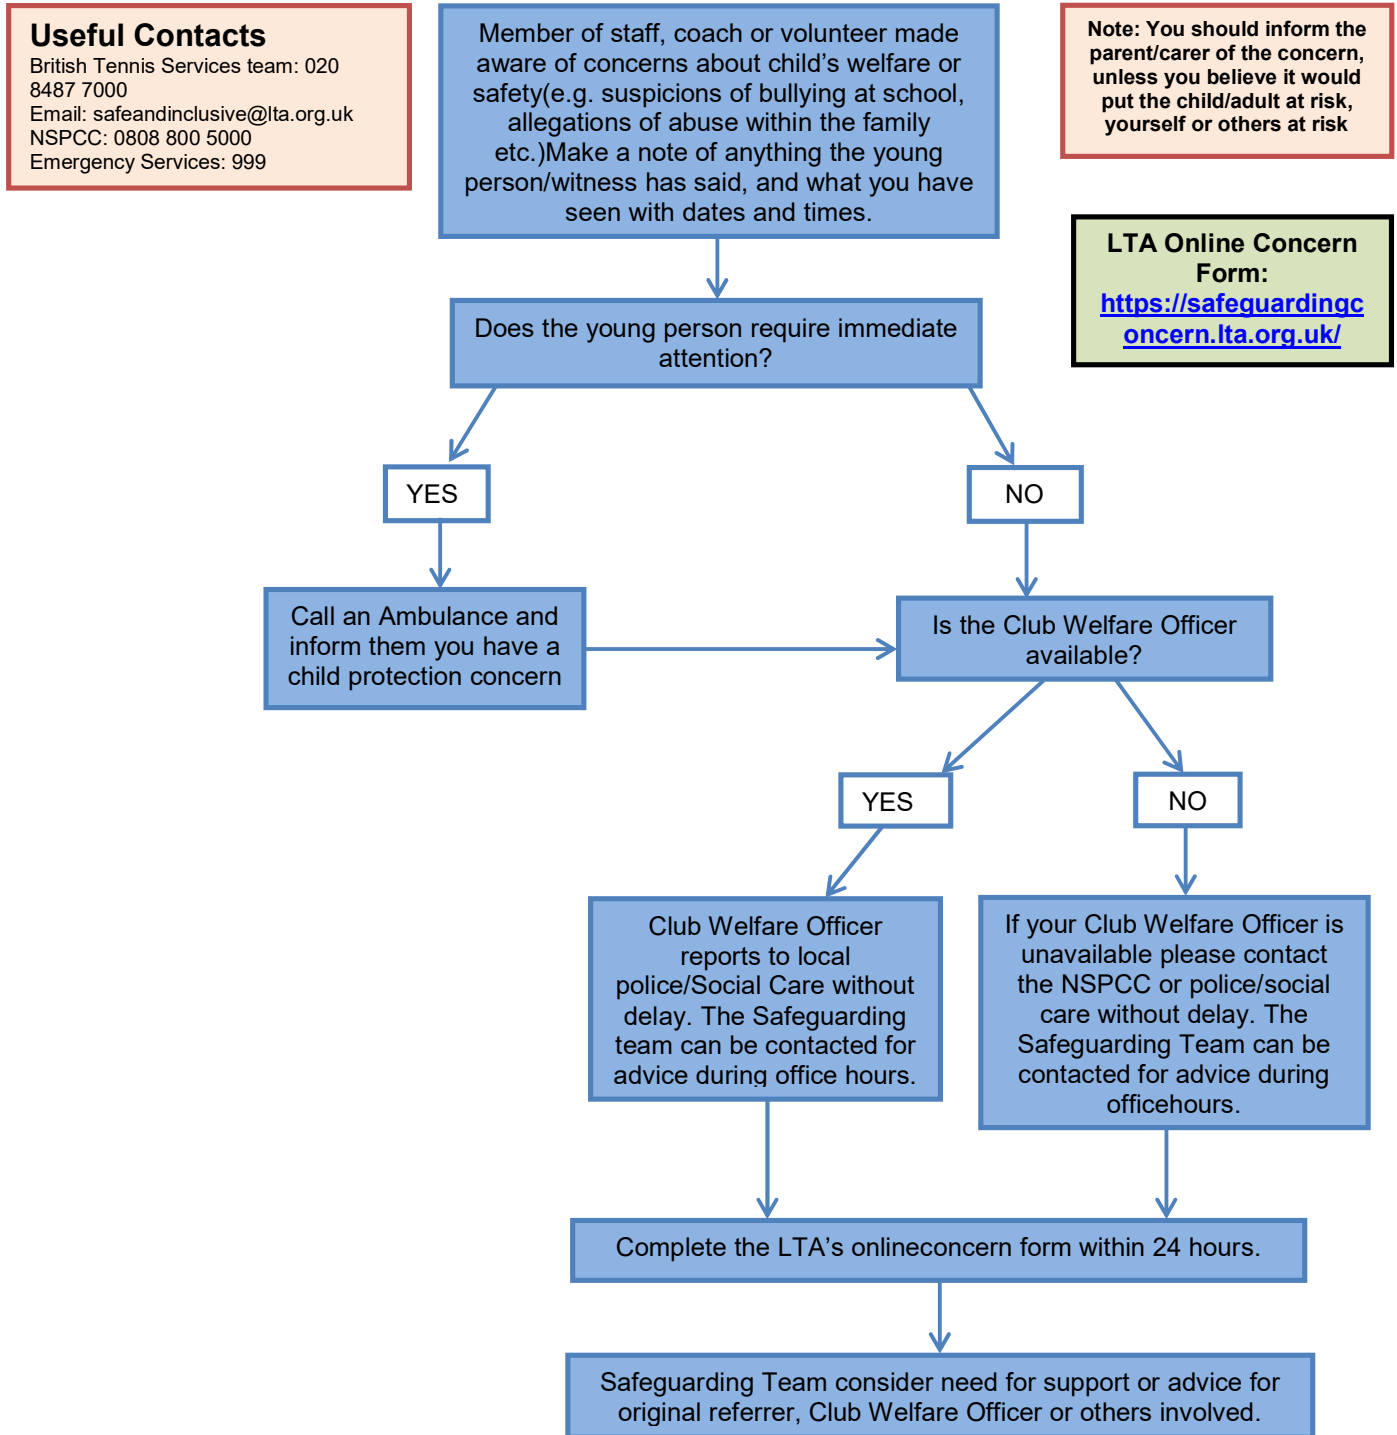 Useful Contacts
British Tennis Services team: 020
8487 7000
Email: safeandinclusive@lta.org.uk
NSPCC: 0808 800 5000
Emergency Services: 999
Member of staff, coach or volunteer made
aware of concerns about child's welfare or
safety(e.g. suspicions of bullying at school,
allegations of abuse within the family
etc.)Make a note of anything the young
person/witness has said, and what you have
seen with dates and times.
Note: You should inform the
parent/carer of the concern,
unless you believe it would
put the child/adult at risk,
yourself or others at risk
LTA Online Concern
Form:
https://safeguardingc
oncern.lta.org.uk/
Does the young person require immediate
attention?
YES
NO
Call an Ambulance and
inform them you have a
child protection concern
Is the Club Welfare Officer
available?
YES
NO
Club Welfare Officer
reports to local
police/Social Care without
delay. The Safeguarding
team can be contacted for
advice during office hours.
If your Club Welfare Officer is
unavailable please contact
the NSPCC or police/social
care without delay. The
Safeguarding Team can be
contacted for advice during
officehours.
Complete the LTA's onlineconcern form within 24 hours.
Safeguarding Team consider need for support or advice for
original referrer, Club Welfare Officer or others involved.